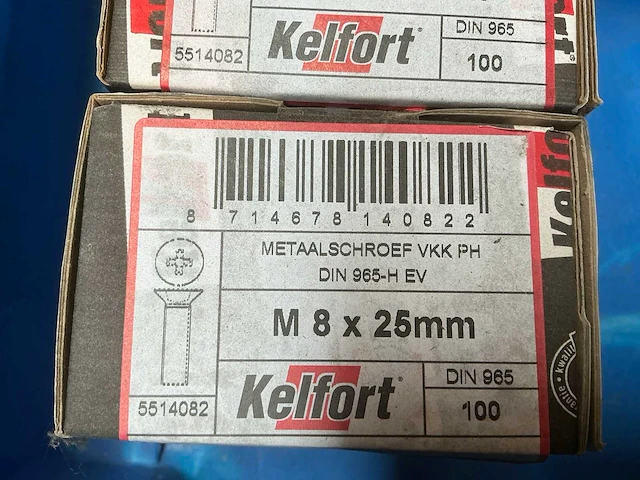 5514082
Kelfort
DIN 965
100
8 714678 140822
METAALSCHROEF VKK PH
DIN 965-H EV
M 8 x 25mm
5514082
Kelfort
DIN 965
100